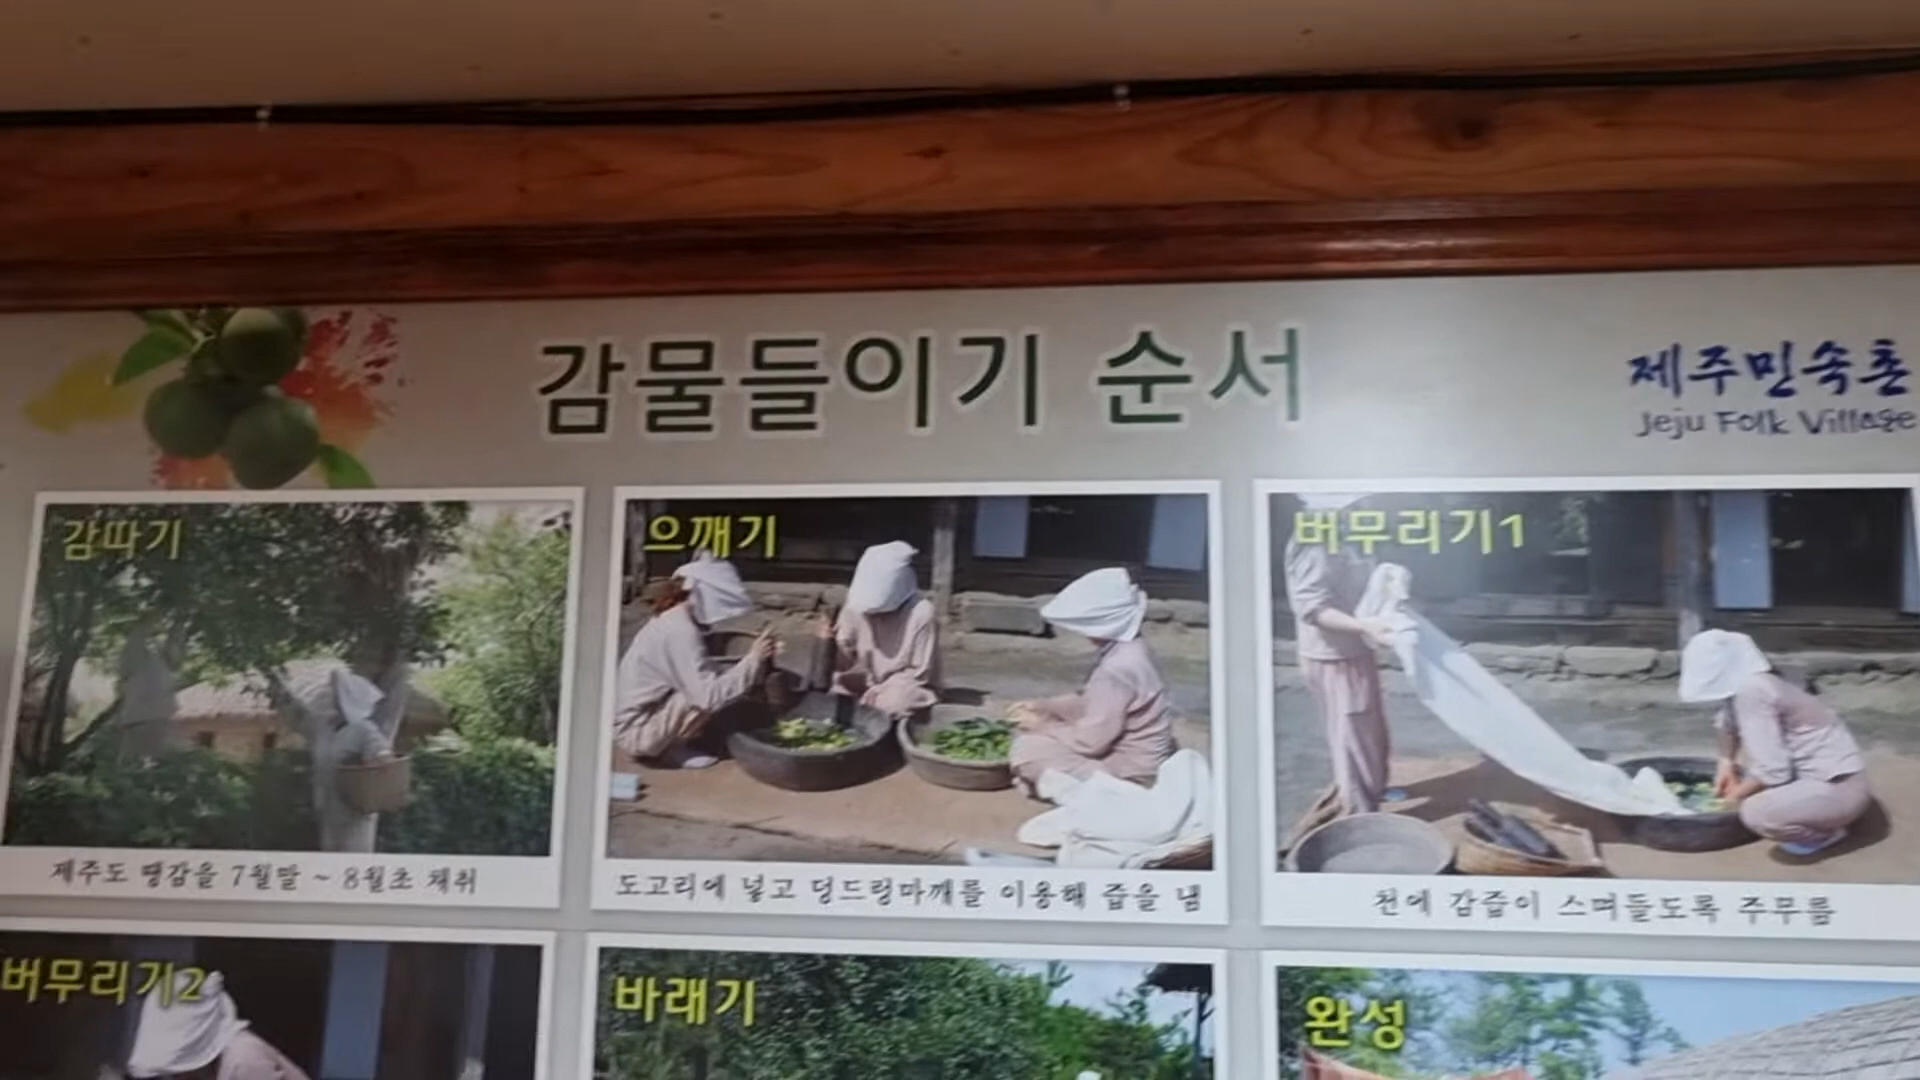 감물들이기 순서
제주민속촌
Jeju Folk Village
감따기
으깨기
버무리기1
제주도 땡감을 7월말 ~ 8월초 채취
도고리에 넣고 덩드렁마깨를 이용해 즙을 냄
천에 감즙이 스며들도록 주무름
버무리기2
바래기
완성